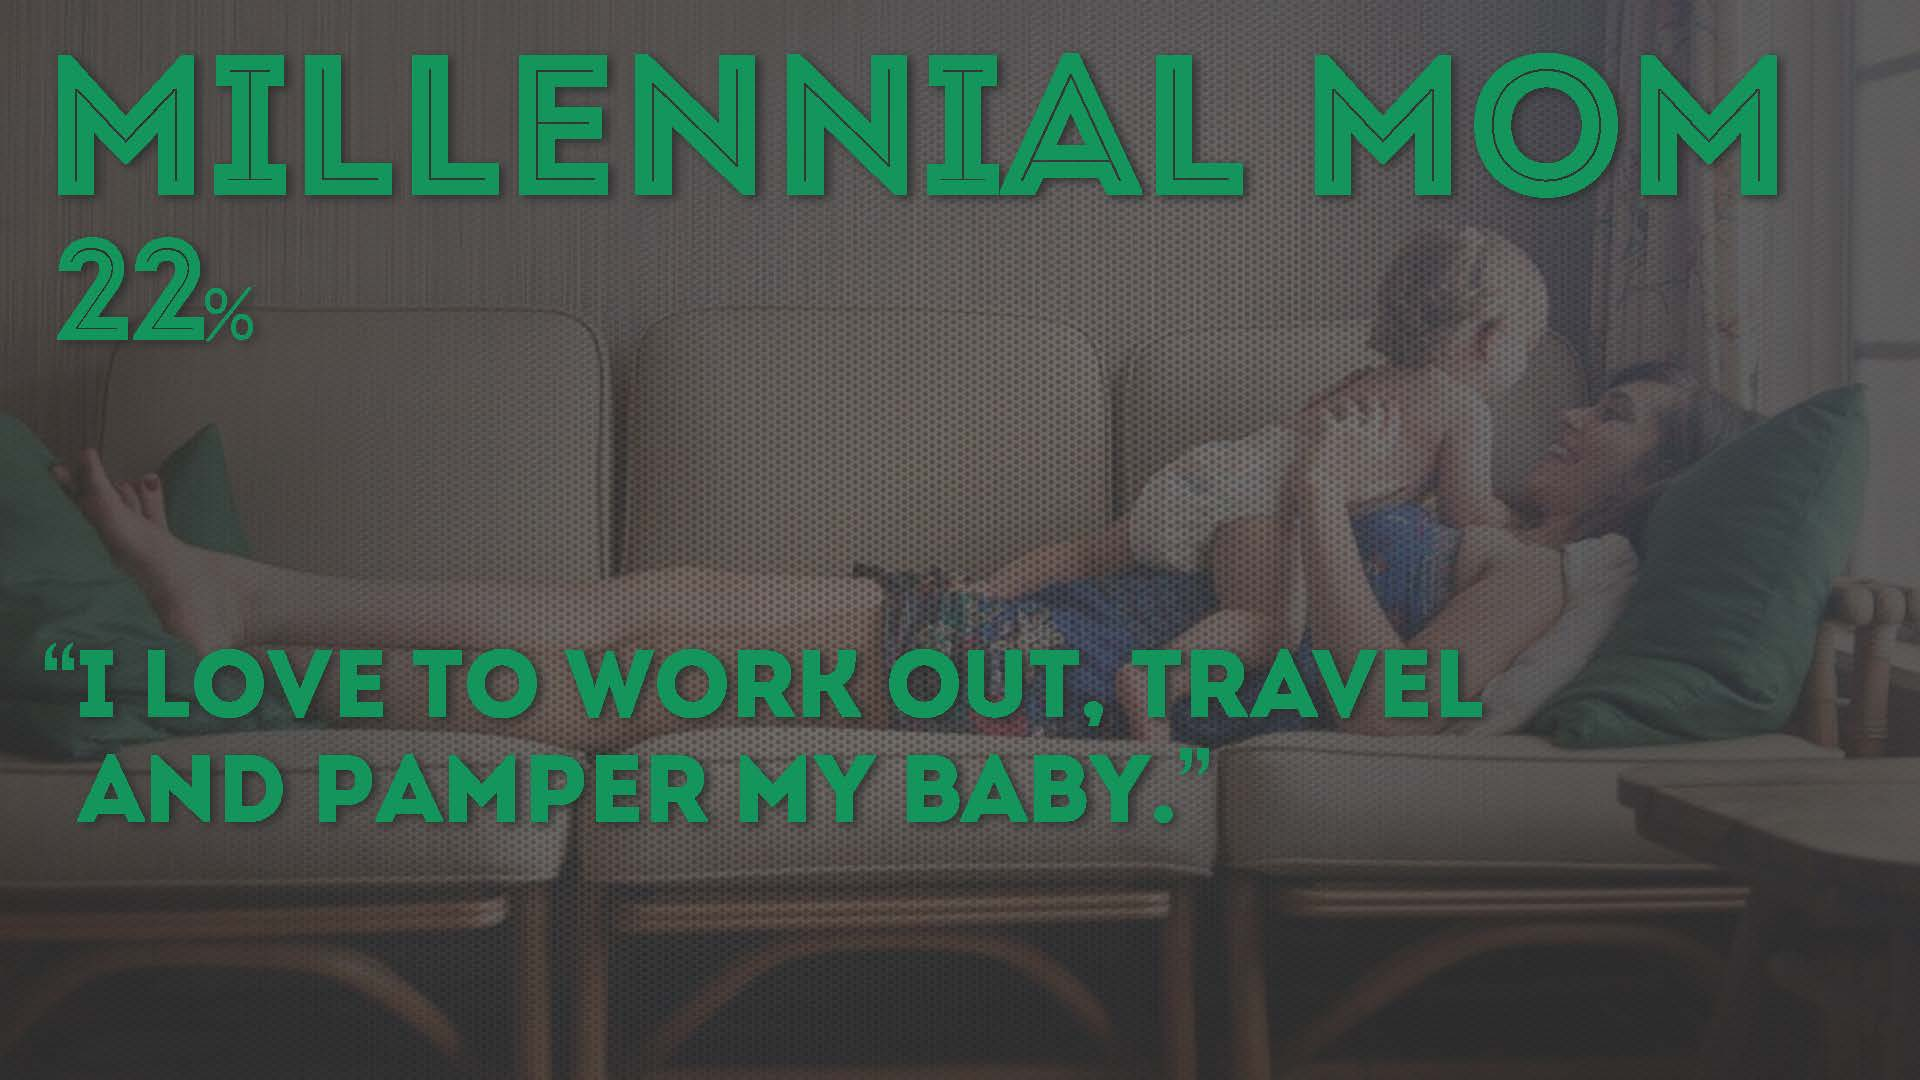 MILLENNIAL MOM
22%
“I LOVE TO WORK OUT, TRAVEL
AND PAMPER MY BABY.”